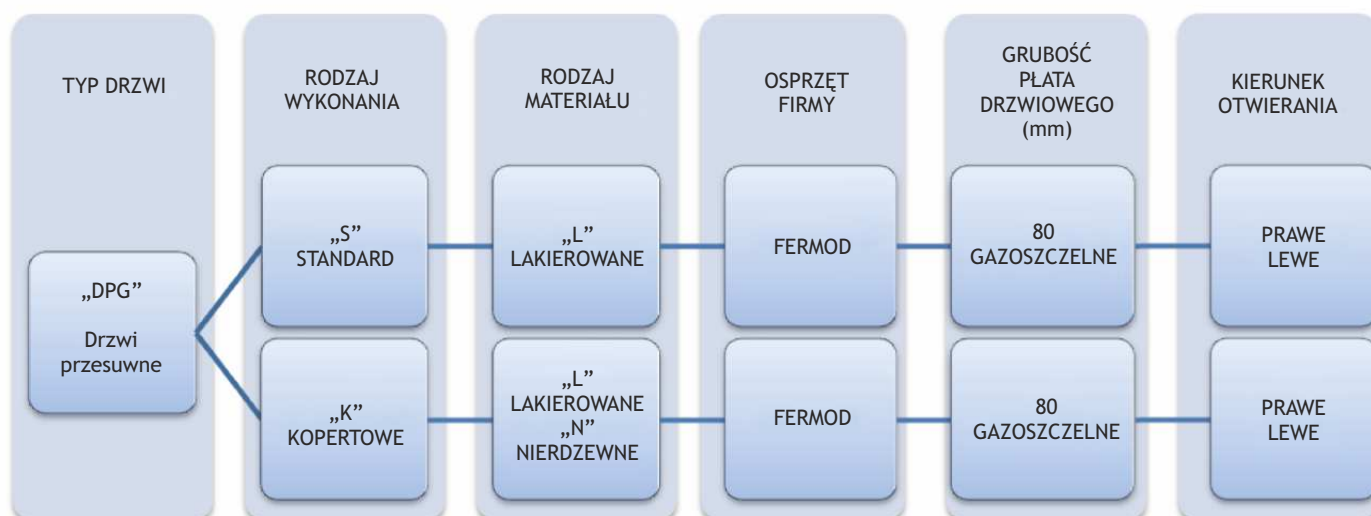 TYP DRZWI
RODZAJ
WYKONANIA
RODZAJ
MATERIAŁU
OSPRZĘT
FIRMY
GRUBOŚĆ
PŁATA
DRZWIOWEGO
(mm)
KIERUNEK
OTWIERANIA
„DPG”
Drzwi
przesuwne
„S”
STANDARD
„L”
LAKIEROWANE
FERMOD
80
GAZOSZCZELNE
PRAWE
LEWE
„K”
KOPERTOWE
„L”
LAKIEROWANE
„N”
NIERDZEWNE
FERMOD
80
GAZOSZCZELNE
PRAWE
LEWE